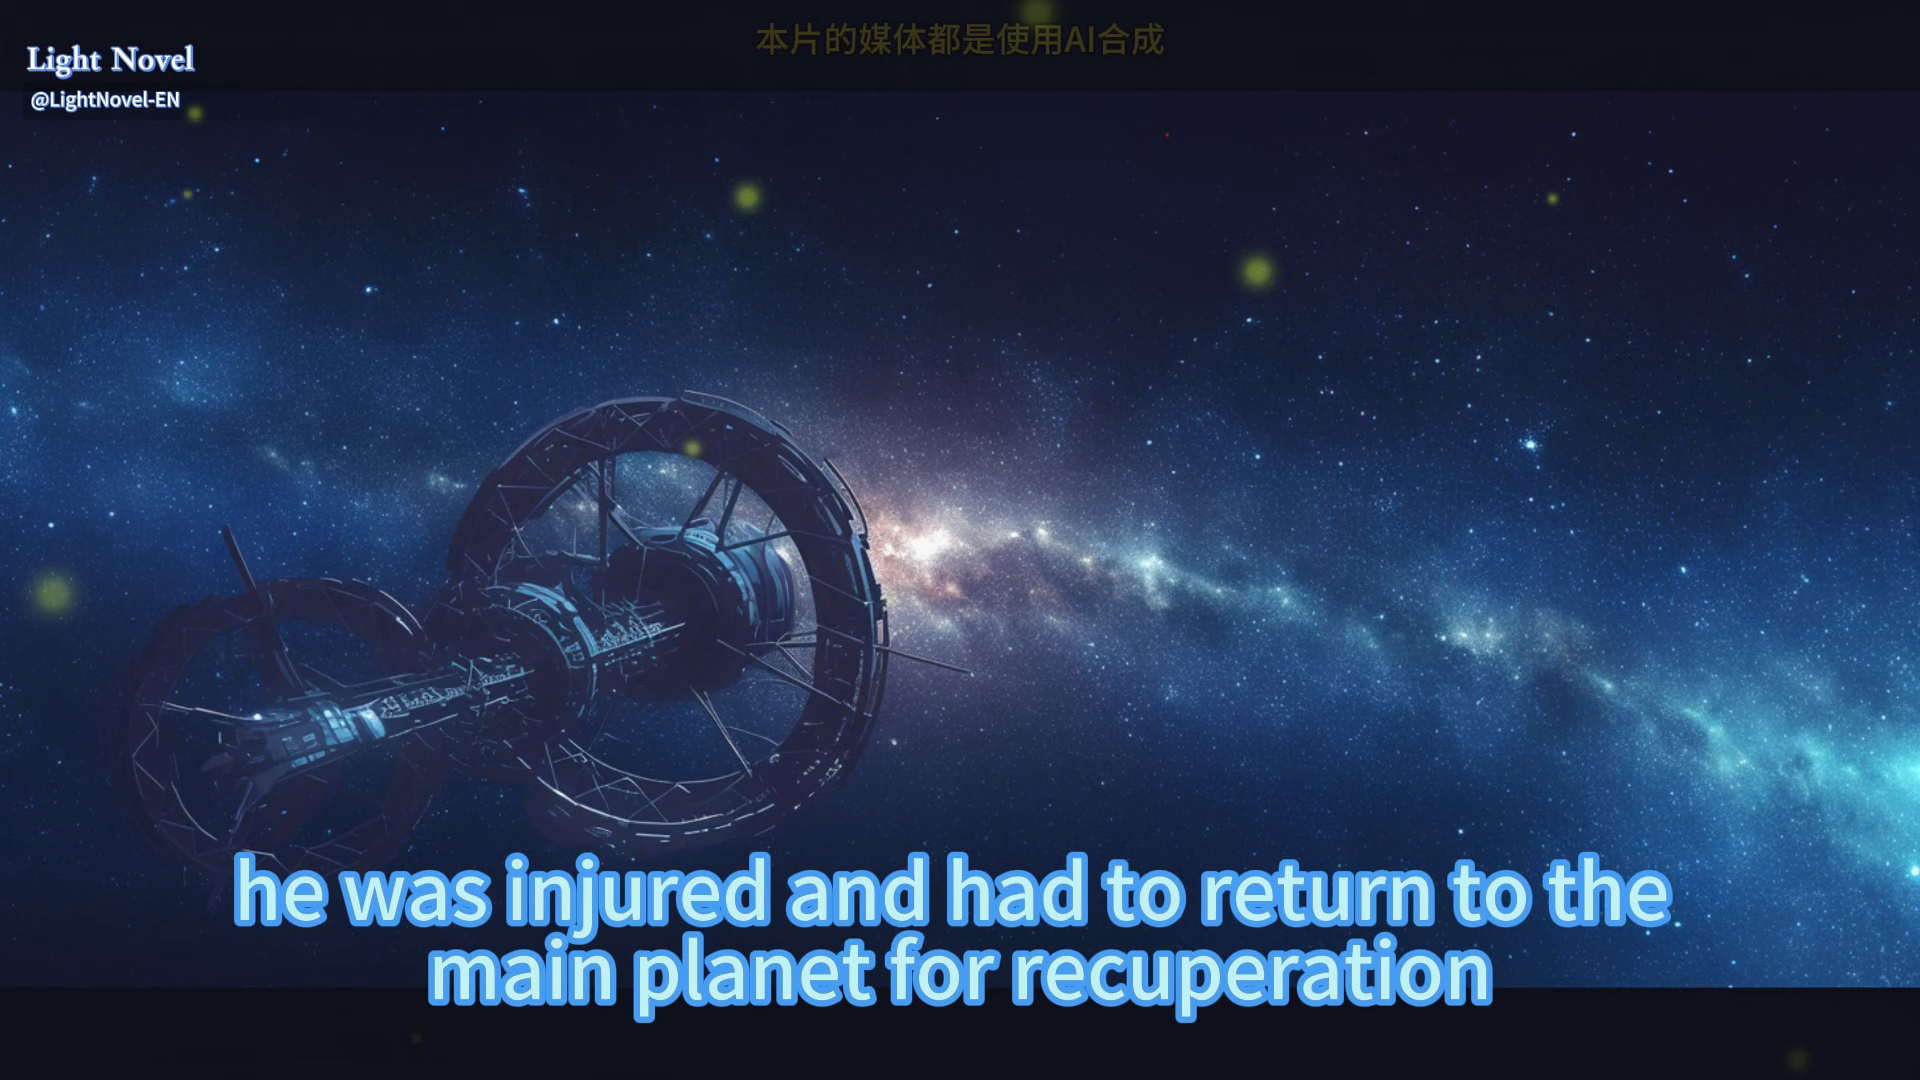 本片的媒体都是使用AI合成
Light Novel
@LightNovel-EN
he was injured and had to return to the
main planet for recuperation